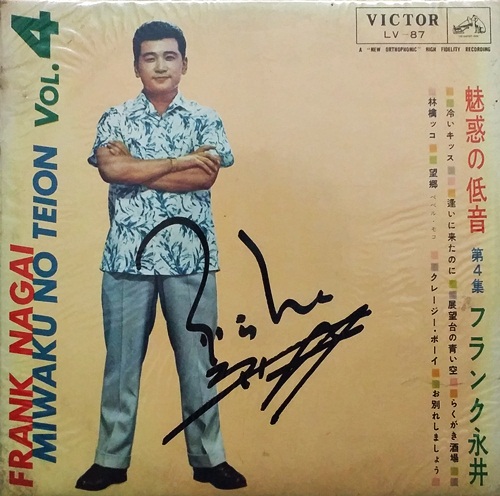 VICTOR
LV-87
A "NEW ORTHOPHONIC" HIGH FIDELITY RECORDING
FRANK NAGAI
MIWAKU NO TEION VOL. 4
魅惑の低音 第4集 フランク永井
冷いキッス 逢いに来たのに 展望台の青い空 らくがき酒場
林檎ッコ 望郷 クレージー・ボーイ お別れしましょう